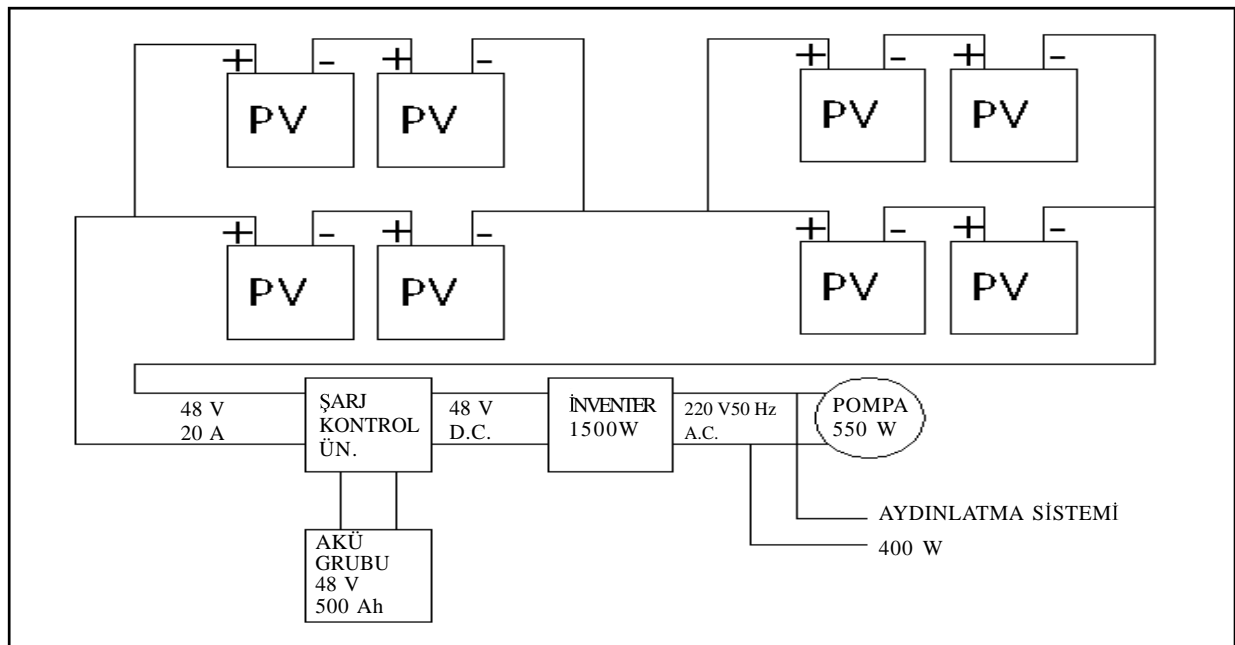 + - + - + - + -
PV PV PV PV
+ - + - + - + -
PV PV PV PV
48 V
20 A
ŞARJ
KONTROL
ÜN.
48 V
D.C.
İNVENTER
1500W
220 V50 Hz
A.C.
POMPA
550 W
AYDINLATMA SİSTEMİ
400 W
AKÜ
GRUBU
48 V
500 Ah